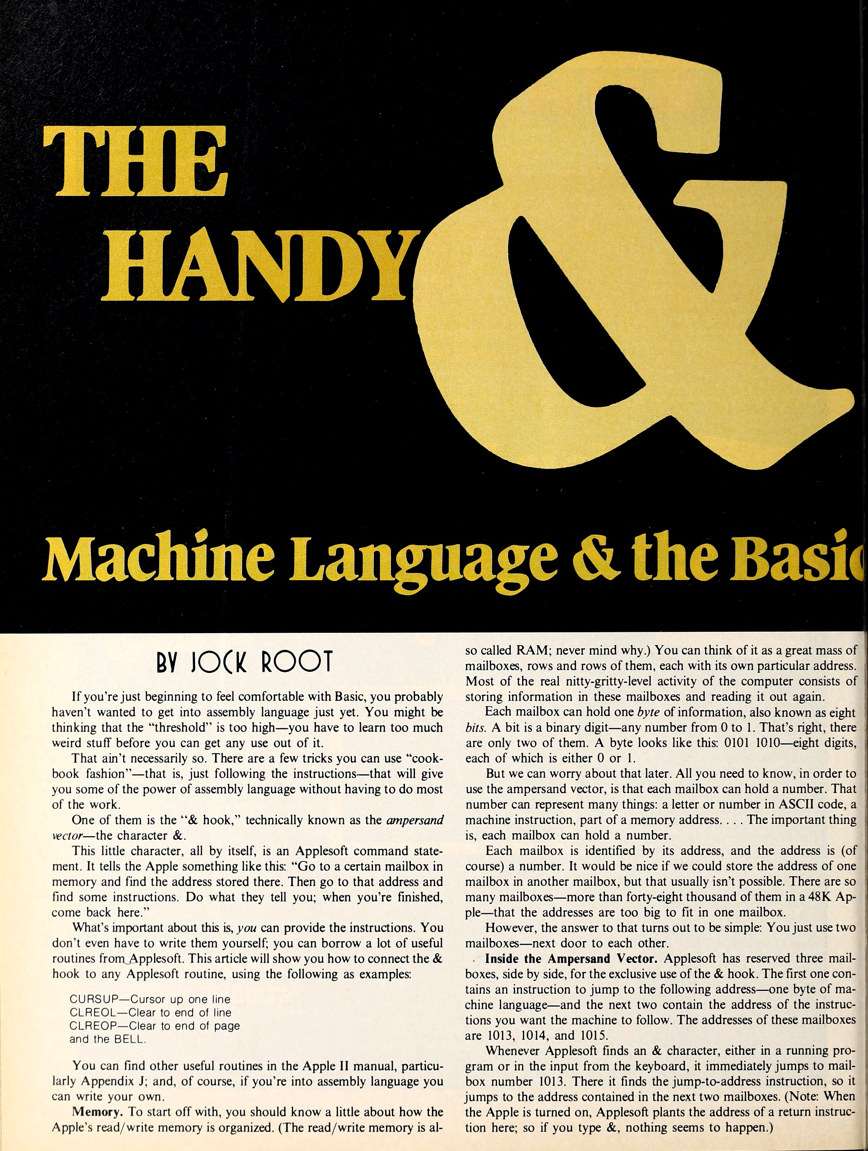 THE
HANDY
&
Machine Language & the Basic
BY JOCK ROOT
If you're just beginning to feel comfortable with Basic, you probably
haven't wanted to get into assembly language just yet. You might be
thinking that the “threshold” is too high—you have to learn too much
weird stuff before you can get any use out of it.
That ain't necessarily so. There are a few tricks you can use “cook-
book fashion”—that is, just following the instructions—that will give
you some of the power of assembly language without having to do most
of the work.
One of them is the “& hook,” technically known as the ampersand
vector—the character &.
This little character, all by itself, is an Applesoft command state-
ment. It tells the Apple something like this: “Go to a certain mailbox in
memory and find the address stored there. Then go to that address and
find some instructions. Do what they tell you; when you're finished,
come back here.”
What's important about this is, you can provide the instructions. You
don't even have to write them yourself; you can borrow a lot of useful
routines from Applesoft. This article will show you how to connect the &
hook to any Applesoft routine, using the following as examples:
CURSUP—Cursor up one line
CLREOL—Clear to end of line
CLREOP—Clear to end of page
and the BELL.
You can find other useful routines in the Apple II manual, particu-
larly Appendix J; and, of course, if you're into assembly language you
can write your own.
Memory. To start off with, you should know a little about how the
Apple's read/write memory is organized. (The read/write memory is al-
so called RAM; never mind why.) You can think of it as a great mass of
mailboxes, rows and rows of them, each with its own particular address.
Most of the real nitty-gritty-level activity of the computer consists of
storing information in these mailboxes and reading it out again.
Each mailbox can hold one byte of information, also known as eight
bits. A bit is a binary digit—any number from 0 to 1. That's right, there
are only two of them. A byte looks like this: 0101 1010—eight digits,
each of which is either 0 or 1.
But we can worry about that later. All you need to know, in order to
use the ampersand vector, is that each mailbox can hold a number. That
number can represent many things: a letter or number in ASCII code, a
machine instruction, part of a memory address. . . . The important thing
is, each mailbox can hold a number.
Each mailbox is identified by its address, and the address is (of
course) a number. It would be nice if we could store the address of one
mailbox in another mailbox, but that usually isn't possible. There are so
many mailboxes—more than forty-eight thousand of them in a 48K Ap-
ple—that the addresses are too big to fit in one mailbox.
However, the answer to that turns out to be simple: You just use two
mailboxes—next door to each other.
Inside the Ampersand Vector. Applesoft has reserved three mail-
boxes, side by side, for the exclusive use of the & hook. The first one con-
tains an instruction to jump to the following address—one byte of ma-
chine language—and the next two contain the address of the instruc-
tions you want the machine to follow. The addresses of these mailboxes
are 1013, 1014, and 1015.
Whenever Applesoft finds an & character, either in a running pro-
gram or in the input from the keyboard, it immediately jumps to mail-
box number 1013. There it finds the jump-to-address instruction, so it
jumps to the address contained in the next two mailboxes. (Note: When
the Apple is turned on, Applesoft plants the address of a return instruc-
tion here; so if you type &, nothing seems to happen.)